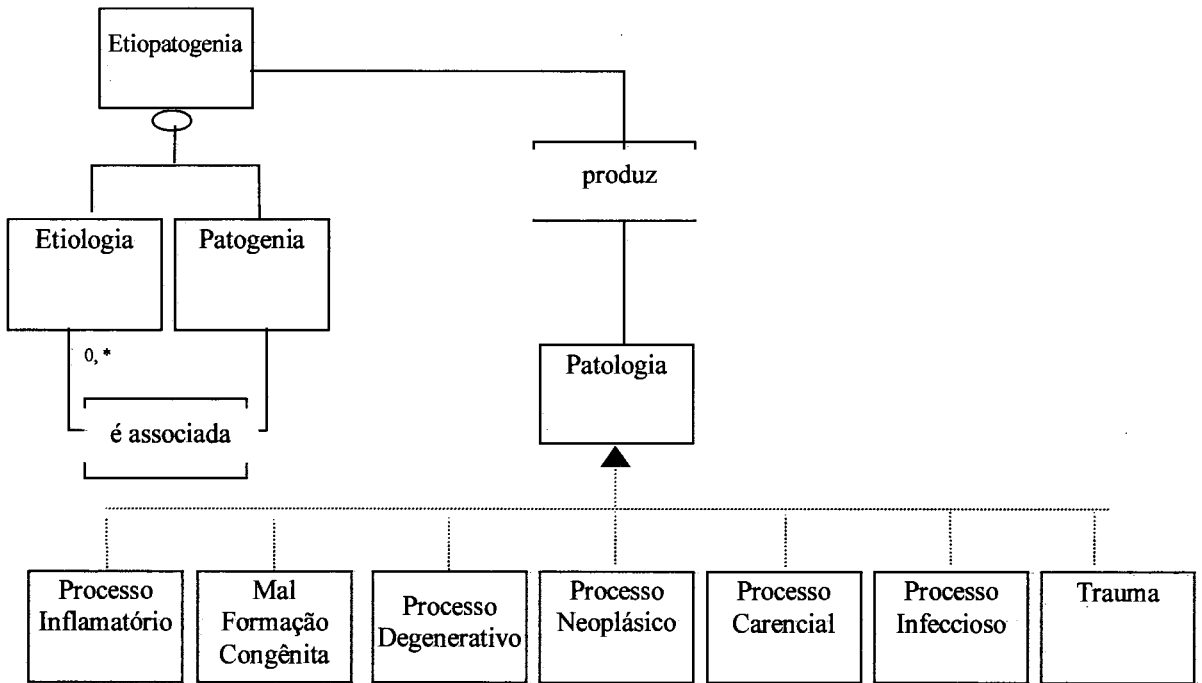 Etiopatogenia
produz
Etiologia
Patogenia
0, *
é associada
Patologia
Processo
Inflamatório
Mal
Formação
Congênita
Processo
Degenerativo
Processo
Neoplásico
Processo
Carencial
Processo
Infeccioso
Trauma